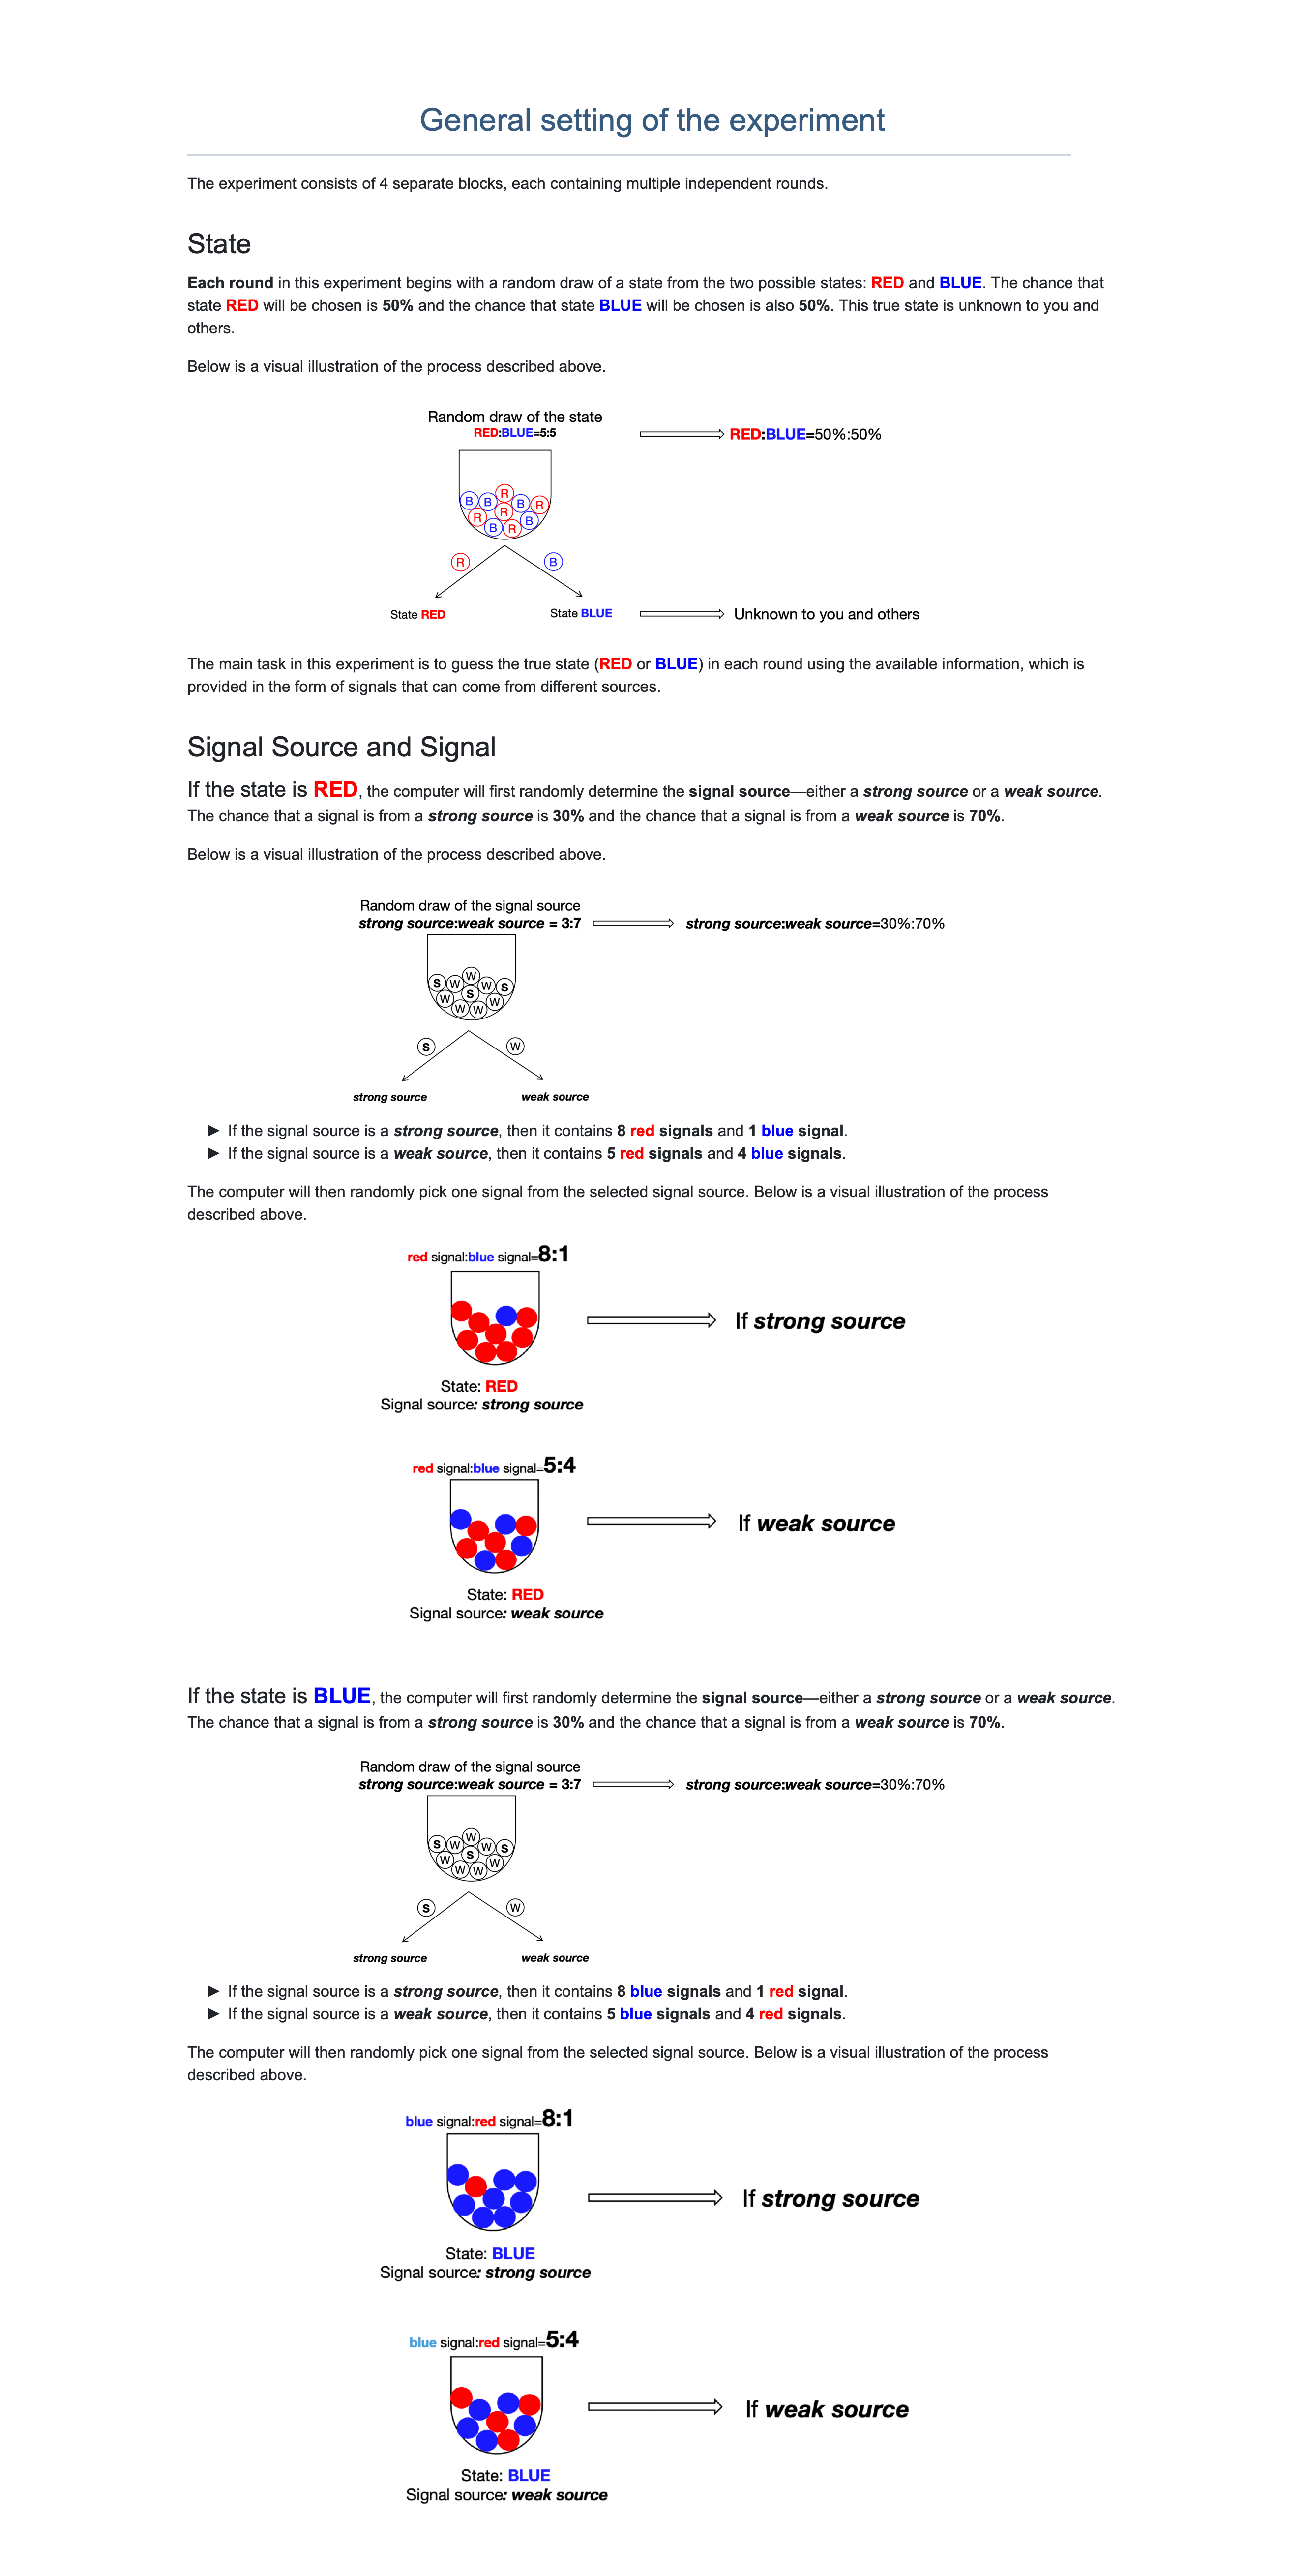 General setting of the experiment
The experiment consists of 4 separate blocks, each containing multiple independent rounds.
State
Each round in this experiment begins with a random draw of a state from the two possible states: RED and BLUE. The chance that
state RED will be chosen is 50% and the chance that state BLUE will be chosen is also 50%. This true state is unknown to you and
others.
Below is a visual illustration of the process described above.
Random draw of the state
RED:BLUE=5:5
RED:BLUE=50%:50%
R
B B B R
R R B
B R
R B
State RED
State BLUE
Unknown to you and others
The main task in this experiment is to guess the true state (RED or BLUE) in each round using the available information, which is
provided in the form of signals that can come from different sources.
Signal Source and Signal
If the state is RED, the computer will first randomly determine the signal source—either a strong source or a weak source.
The chance that a signal is from a strong source is 30% and the chance that a signal is from a weak source is 70%.
Below is a visual illustration of the process described above.
Random draw of the signal source
strong source:weak source = 3:7
strong source:weak source=30%:70%
W
S W W S
W S W
W W
S W
strong source
weak source
► If the signal source is a strong source, then it contains 8 red signals and 1 blue signal.
► If the signal source is a weak source, then it contains 5 red signals and 4 blue signals.
The computer will then randomly pick one signal from the selected signal source. Below is a visual illustration of the process
described above.
red signal:blue signal=8:1
If strong source
State: RED
Signal source: strong source
red signal:blue signal=5:4
If weak source
State: RED
Signal source: weak source
If the state is BLUE, the computer will first randomly determine the signal source—either a strong source or a weak source.
The chance that a signal is from a strong source is 30% and the chance that a signal is from a weak source is 70%.
Random draw of the signal source
strong source:weak source = 3:7
strong source:weak source=30%:70%
W
S W W S
W S W
W W
S W
strong source
weak source
► If the signal source is a strong source, then it contains 8 blue signals and 1 red signal.
► If the signal source is a weak source, then it contains 5 blue signals and 4 red signals.
The computer will then randomly pick one signal from the selected signal source. Below is a visual illustration of the process
described above.
blue signal:red signal=8:1
If strong source
State: BLUE
Signal source: strong source
blue signal:red signal=5:4
If weak source
State: BLUE
Signal source: weak source